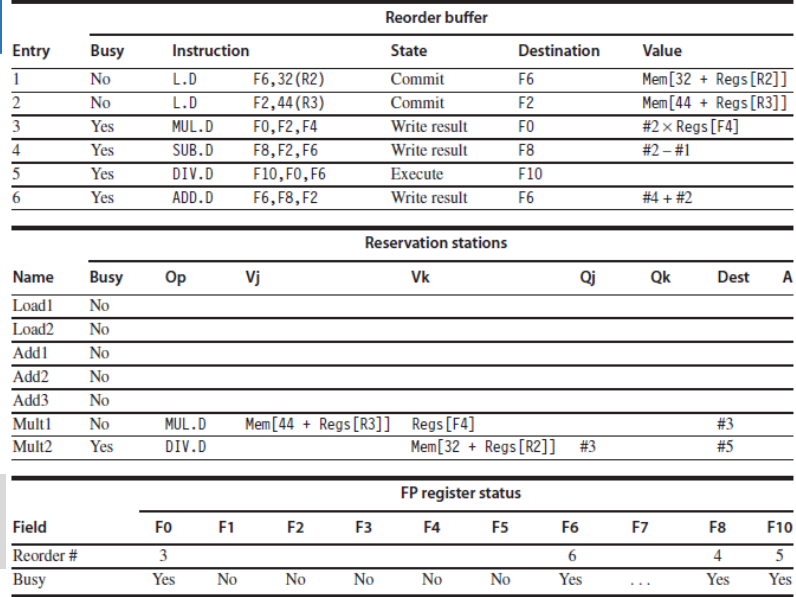 Reorder buffer
Entry Busy Instruction State Destination Value
1 No L.D F6,32(R2) Commit F6 Mem[32 + Regs[R2]]
2 No L.D F2,44(R3) Commit F2 Mem[44 + Regs[R3]]
3 Yes MUL.D F0,F2,F4 Write result F0 #2 × Regs[F4]
4 Yes SUB.D F8,F2,F6 Write result F8 #2 – #1
5 Yes DIV.D F10,F0,F6 Execute F10
6 Yes ADD.D F6,F8,F2 Write result F6 #4 + #2
Reservation stations
Name Busy Op Vj Vk Qj Qk Dest A
Load1 No
Load2 No
Add1 No
Add2 No
Add3 No
Mult1 No MUL.D Mem[44 + Regs[R3]] Regs[F4] #3
Mult2 Yes DIV.D Mem[32 + Regs[R2]] #3 #5
FP register status
Field F0 F1 F2 F3 F4 F5 F6 F7 F8 F10
Reorder # 3 6 4 5
Busy Yes No No No No No Yes ... Yes Yes